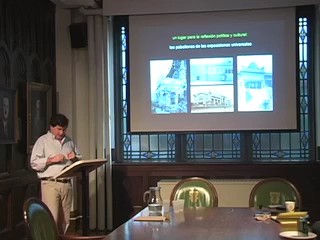 un lugar para la reflexión política y cultural:
los pabellones de las exposiciones universales